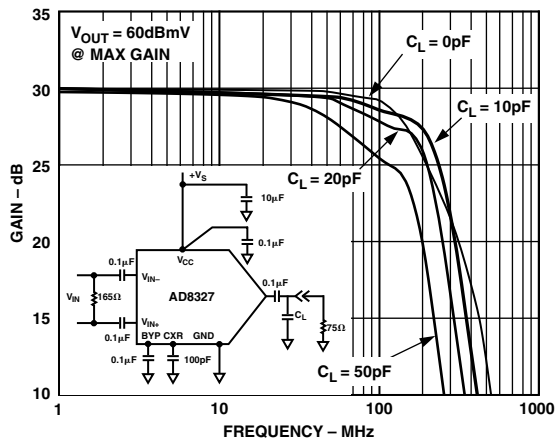 35
30
25
20
15
10
GAIN – dB
V_OUT = 60dBmV
@ MAX GAIN
C_L = 0pF
C_L = 10pF
C_L = 20pF
C_L = 50pF
+V_S
10µF
0.1µF
V_CC
0.1µF
0.1µF
V_IN–
V_IN
165Ω
AD8327
V_IN+
C_L
75Ω
0.1µF
BYP CXR GND
0.1µF
100pF
1
10
100
1000
FREQUENCY – MHz